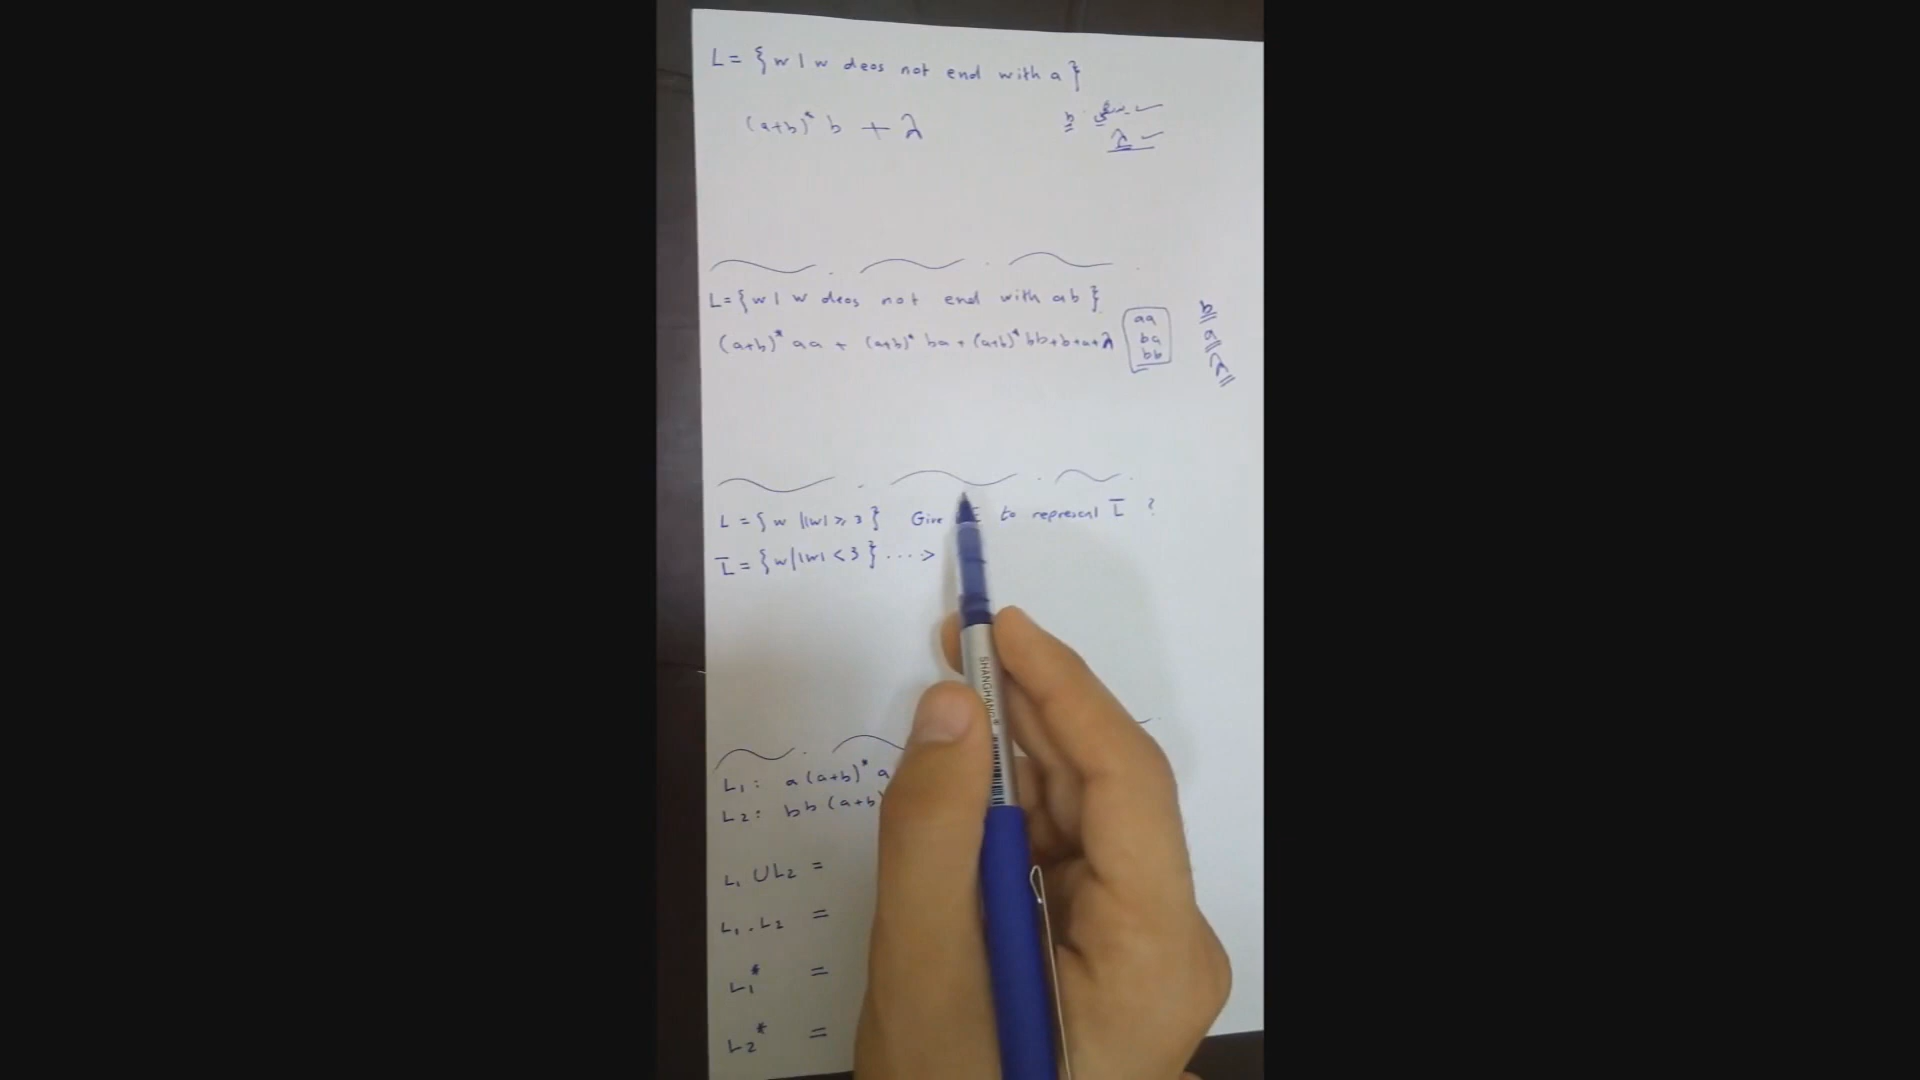 L = { w | w deos not end with a }
(a+b)* b + λ
b
λ
L = { w | w deos not end with ab }
(a+b)* aa + (a+b)* ba + (a+b)* bb + b + a + λ
aa
ba
bb
b
a
λ
L = { w | |w| ⩾ 3 } Give to represent L̅ ?
L̅ = { w | |w| < 3 } ....>
L₁ : a (a+b)* a
L₂ : bb (a+b)
L₁ ∪ L₂ =
L₁ . L₂ =
L₁* =
L₂* =
SHANGHANG